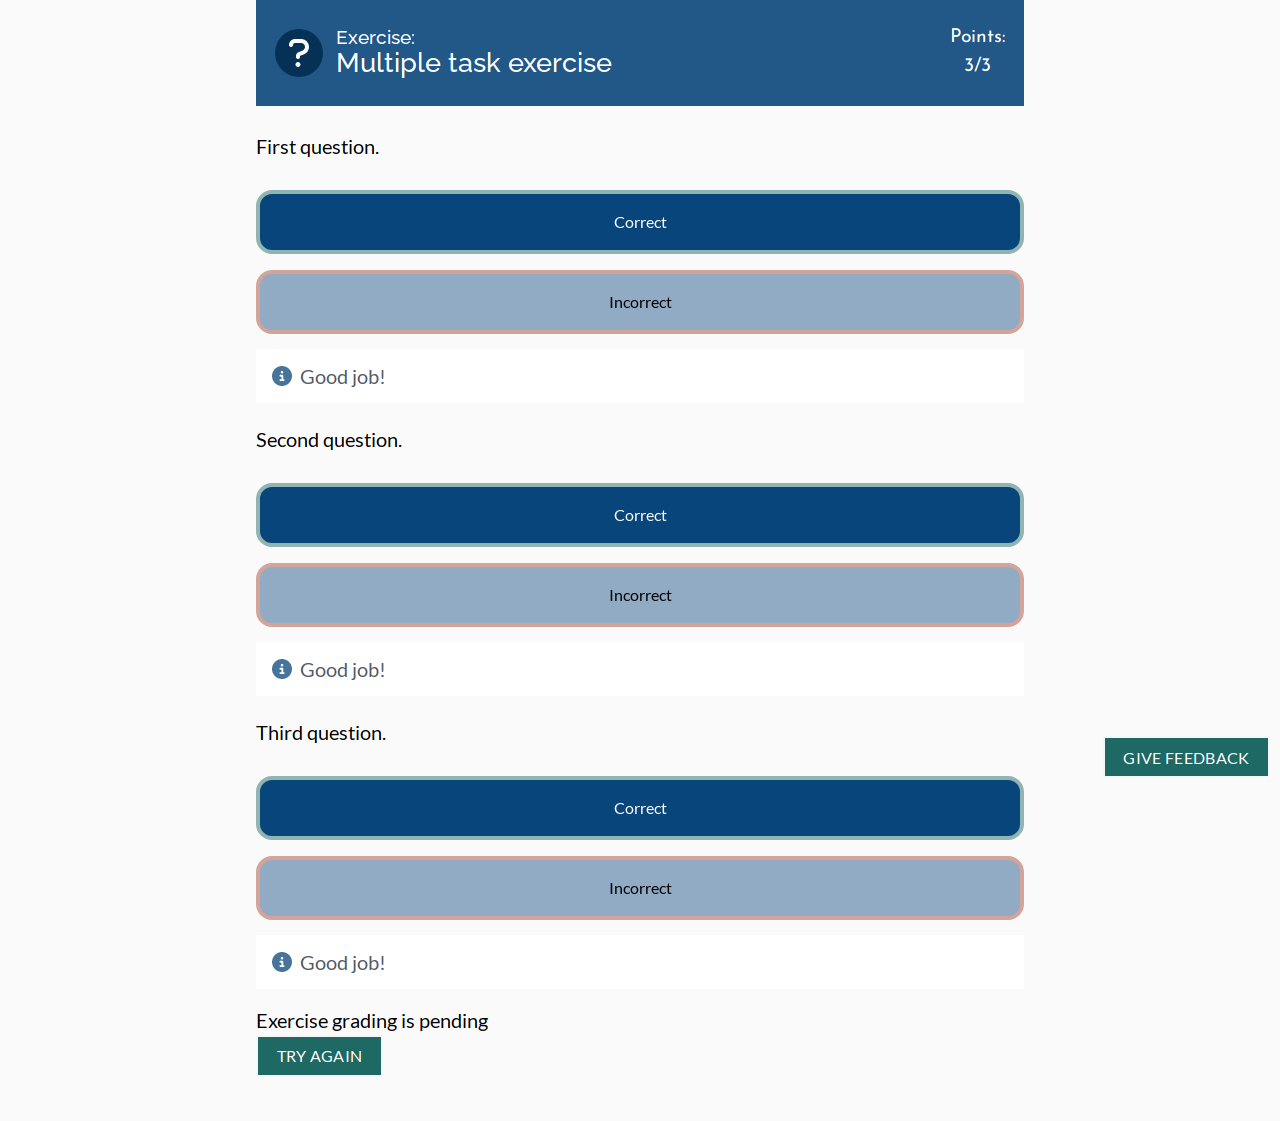 Exercise:
Multiple task exercise
Points:
3/3
First question.
Correct
Incorrect
Good job!
Second question.
Correct
Incorrect
Good job!
Third question.
GIVE FEEDBACK
Correct
Incorrect
Good job!
Exercise grading is pending
TRY AGAIN